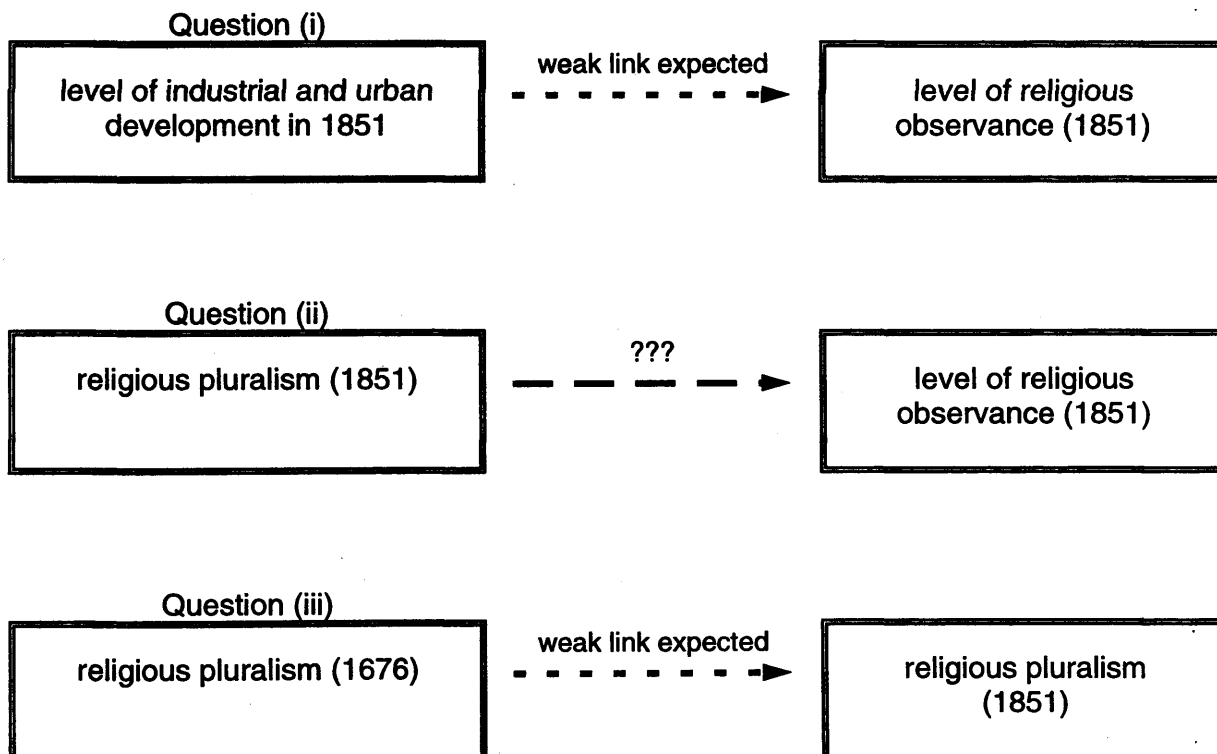 Question (i)
level of industrial and urban
development in 1851
weak link expected
level of religious
observance (1851)
Question (ii)
religious pluralism (1851)
???
level of religious
observance (1851)
Question (iii)
religious pluralism (1676)
weak link expected
religious pluralism
(1851)